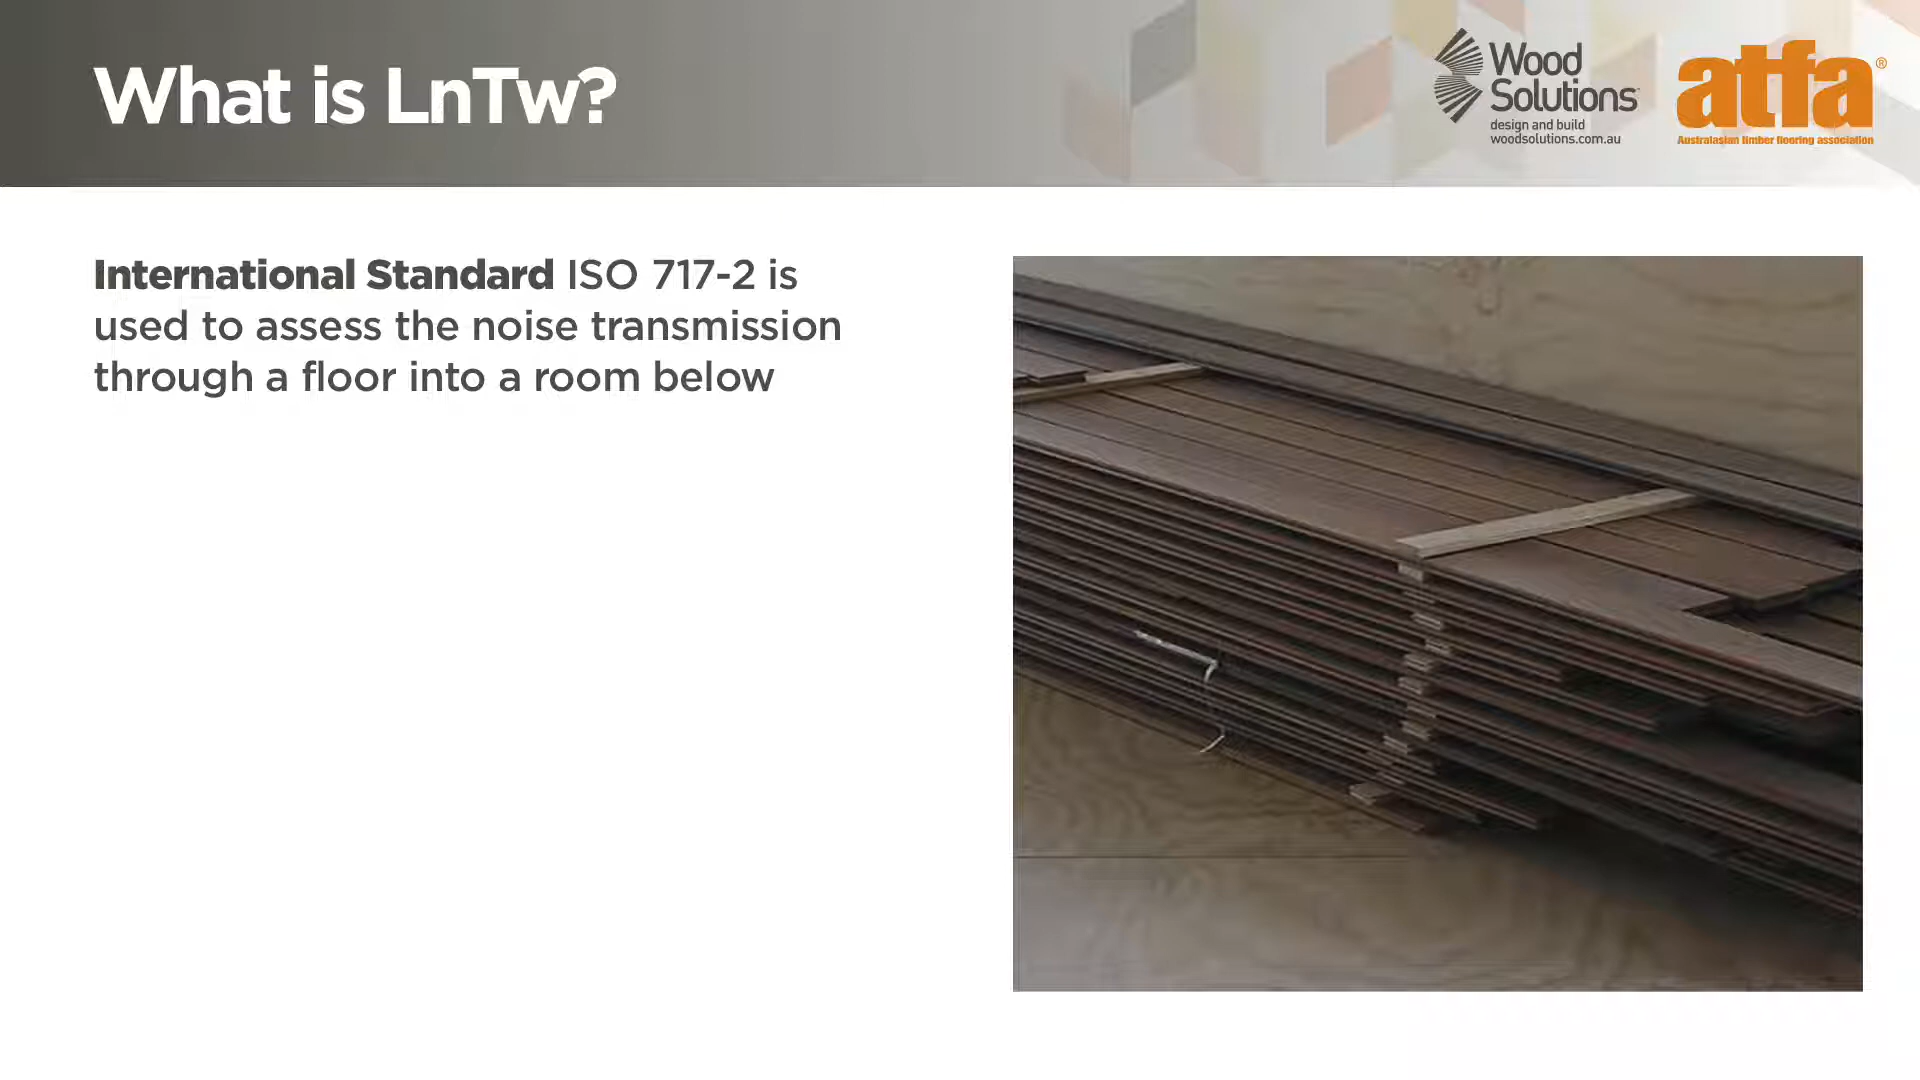 What is LnTw?
Wood
Solutions
design and build
woodsolutions.com.au
atfa®
Australasian timber flooring association
International Standard ISO 717-2 is
used to assess the noise transmission
through a floor into a room below